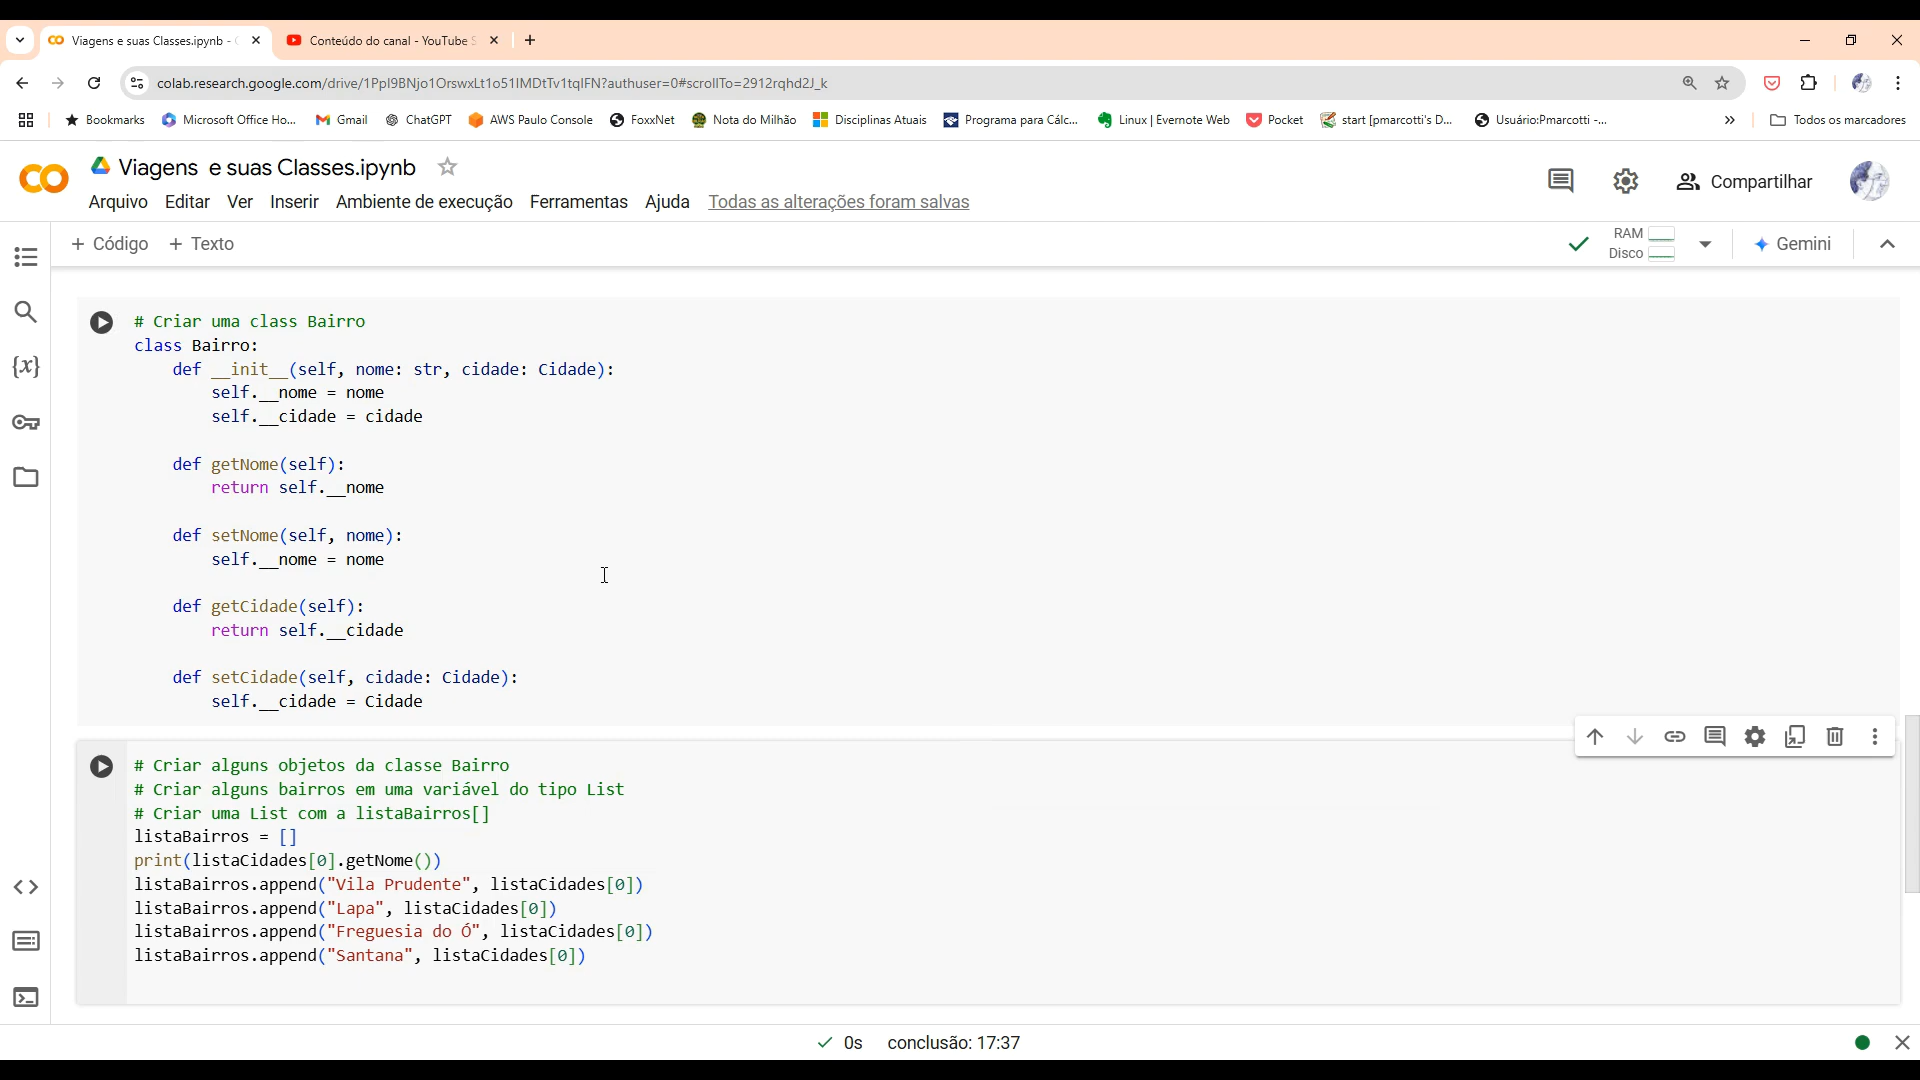 Viagens e suas Classes.ipynb -
Conteúdo do canal - YouTube S
colab.research.google.com/drive/1PpI9BNjo1OrswxLt1o51IMDtTv1tqIFN?authuser=0#scrollTo=2912rqhd2J_k
Bookmarks
Microsoft Office Ho...
Gmail
ChatGPT
AWS Paulo Console
FoxxNet
Nota do Milhão
Disciplinas Atuais
Programa para Cálc...
Linux | Evernote Web
Pocket
start [pmarcotti's D...
Usuário:Pmarcotti -...
»
Todos os marcadores
Viagens e suas Classes.ipynb
Arquivo Editar Ver Inserir Ambiente de execução Ferramentas Ajuda Todas as alterações foram salvas
Compartilhar
+ Código + Texto
RAM
Disco
Gemini
# Criar uma class Bairro
class Bairro:
def __init__(self, nome: str, cidade: Cidade):
self.__nome = nome
self.__cidade = cidade
def getNome(self):
return self.__nome
def setNome(self, nome):
self.__nome = nome
def getCidade(self):
return self.__cidade
def setCidade(self, cidade: Cidade):
self.__cidade = Cidade
# Criar alguns objetos da classe Bairro
# Criar alguns bairros em uma variável do tipo List
# Criar uma List com a listaBairros[]
listaBairros = []
print(listaCidades[0].getNome())
listaBairros.append("Vila Prudente", listaCidades[0])
listaBairros.append("Lapa", listaCidades[0])
listaBairros.append("Freguesia do Ó", listaCidades[0])
listaBairros.append("Santana", listaCidades[0])
0s conclusão: 17:37